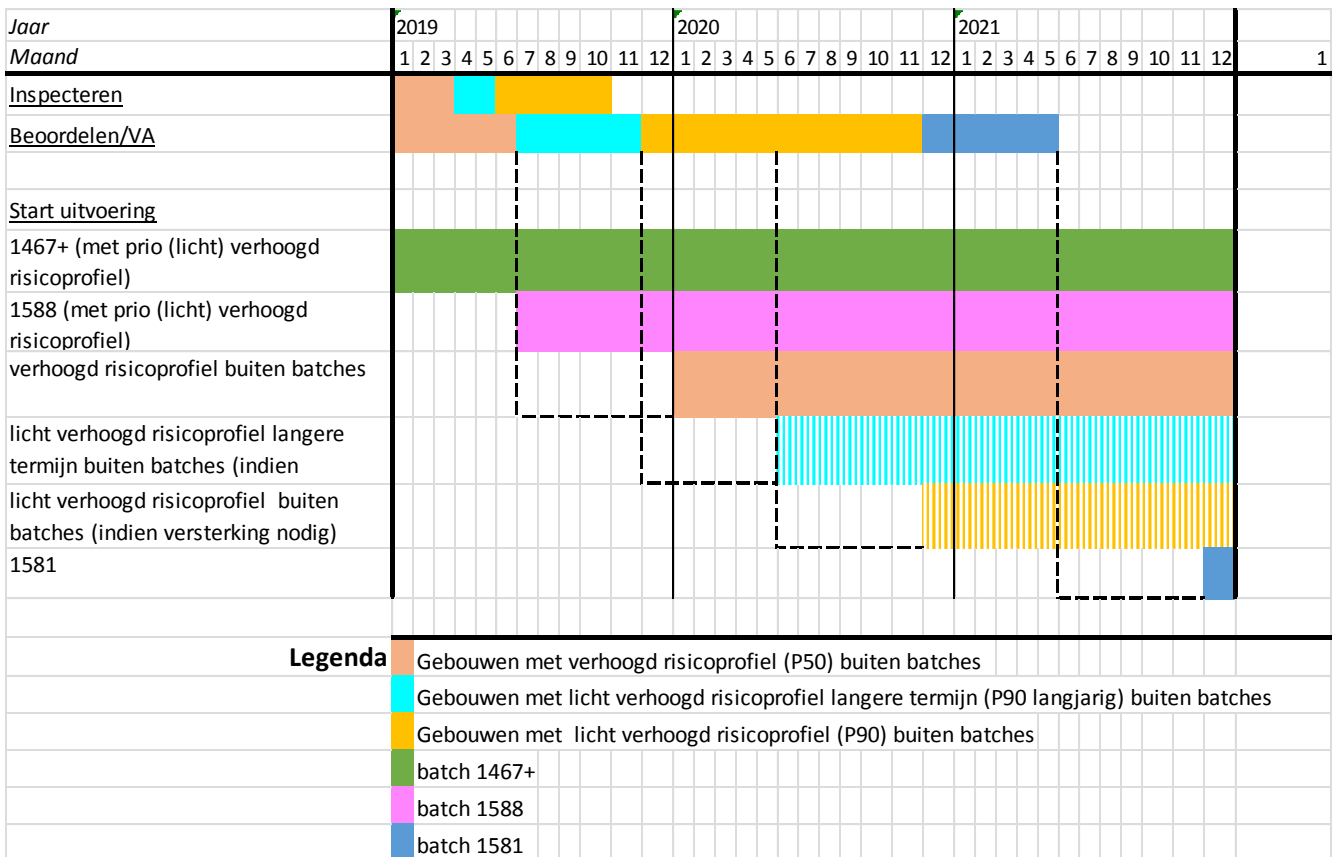 Jaar 2019 2020 2021
Maand 1 2 3 4 5 6 7 8 9 10 11 12 1 2 3 4 5 6 7 8 9 10 11 12 1 2 3 4 5 6 7 8 9 10 11 12 1
Inspecteren
Beoordelen/VA
Start uitvoering
1467+ (met prio (licht) verhoogd
risicoprofiel)
1588 (met prio (licht) verhoogd
risicoprofiel)
verhoogd risicoprofiel buiten batches
licht verhoogd risicoprofiel langere
termijn buiten batches (indien
licht verhoogd risicoprofiel buiten
batches (indien versterking nodig)
1581
Legenda
Gebouwen met verhoogd risicoprofiel (P50) buiten batches
Gebouwen met licht verhoogd risicoprofiel langere termijn (P90 langjarig) buiten batches
Gebouwen met licht verhoogd risicoprofiel (P90) buiten batches
batch 1467+
batch 1588
batch 1581